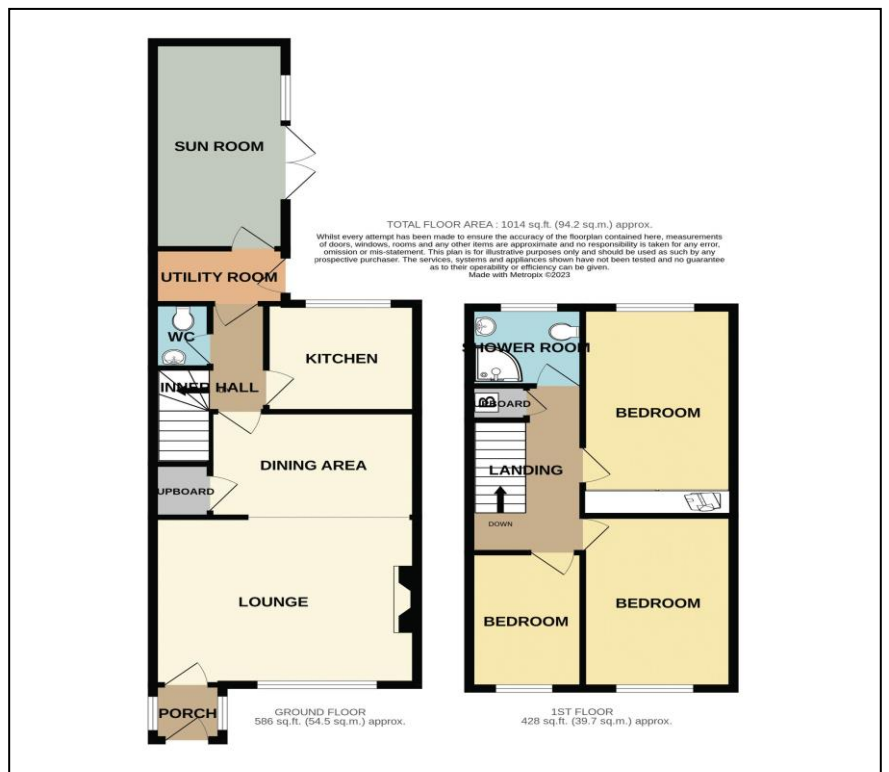 SUN ROOM
TOTAL FLOOR AREA : 1014 sq.ft. (94.2 sq.m.) approx.
Whilst every attempt has been made to ensure the accuracy of the floorplan contained here, measurements
of doors, windows, rooms and any other items are approximate and no responsibility is taken for any error,
omission or mis-statement. This plan is for illustrative purposes only and should be used as such by any
prospective purchaser. The services, systems and appliances shown have not been tested and no guarantee
as to their operability or efficiency can be given.
Made with Metropix ©2023
UTILITY ROOM
WC
KITCHEN
INNER HALL
DINING AREA
UPBOARD
LOUNGE
PORCH
GROUND FLOOR
586 sq.ft. (54.5 sq.m.) approx.
SHOWER ROOM
B
UPBOARD
BEDROOM
LANDING
DOWN
BEDROOM
BEDROOM
1ST FLOOR
428 sq.ft. (39.7 sq.m.) approx.